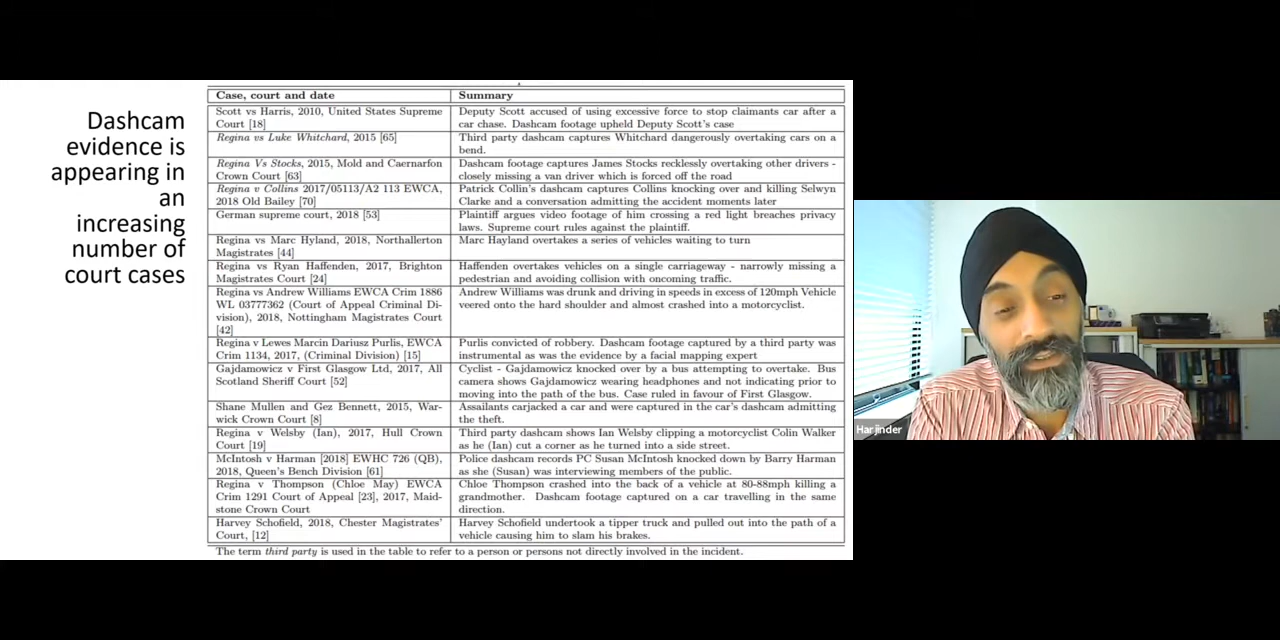 Dashcam
evidence is
appearing in
an
increasing
number of
court cases
Case, court and date
Summary
Scott vs Harris, 2010, United States Supreme
Court [18]
Deputy Scott accused of using excessive force to stop claimants car after a
car chase. Dashcam footage upheld Deputy Scott's case
Regina vs Luke Whitchard, 2015 [65]
Third party dashcam captures Whitchard dangerously overtaking cars on a
bend.
Regina Vs Stocks, 2015, Mold and Caernarfon
Crown Court [63]
Dashcam footage captures James Stocks recklessly overtaking other drivers -
closely missing a van driver which is forced off the road
Regina v Collins 2017/05113/A2 113 EWCA,
2018 Old Bailey [70]
Patrick Collin's dashcam captures Collins knocking over and killing Selwyn
Clarke and a conversation admitting the accident moments later
German supreme court, 2018 [53]
Plaintiff argues video footage of him crossing a red light breaches privacy
laws. Supreme court rules against the plaintiff.
Regina vs Marc Hyland, 2018, Northallerton
Magistrates [44]
Marc Hayland overtakes a series of vehicles waiting to turn
Regina vs Ryan Haffenden, 2017, Brighton
Magistrates Court [24]
Haffenden overtakes vehicles on a single carriageway - narrowly missing a
pedestrian and avoiding collision with oncoming traffic.
Regina vs Andrew Williams EWCA Crim 1886
WL 03777362 (Court of Appeal Criminal Di-
vision), 2018, Nottingham Magistrates Court
[42]
Andrew Williams was drunk and driving in speeds in excess of 120mph Vehicle
veered onto the hard shoulder and almost crashed into a motorcyclist.
Regina v Lewes Marcin Dariusz Purlis, EWCA
Crim 1134, 2017, (Criminal Division) [15]
Purlis convicted of robbery. Dashcam footage captured by a third party was
instrumental as was the evidence by a facial mapping expert
Gajdamowicz v First Glasgow Ltd, 2017, All
Scotland Sheriff Court [52]
Cyclist - Gajdamowicz knocked over by a bus attempting to overtake. Bus
camera shows Gajdamowicz wearing headphones and not indicating prior to
moving into the path of the bus. Case ruled in favour of First Glasgow.
Shane Mullen and Gez Bennett, 2015, War-
wick Crown Court [8]
Assailants carjacked a car and were captured in the car's dashcam admitting
the theft.
Regina v Welsby (Ian), 2017, Hull Crown
Court [19]
Third party dashcam shows Ian Welsby clipping a motorcyclist Colin Walker
as he (Ian) cut a corner as he turned into a side street.
McIntosh v Harman [2018] EWHC 726 (QB),
2018, Queen's Bench Division [61]
Police dashcam records PC Susan McIntosh knocked down by Barry Harman
as she (Susan) was interviewing members of the public.
Regina v Thompson (Chloe May) EWCA
Crim 1291 Court of Appeal [23], 2017, Maid-
stone Crown Court
Chloe Thompson crashed into the back of a vehicle at 80-88mph killing a
grandmother. Dashcam footage captured on a car travelling in the same
direction.
Harvey Schofield, 2018, Chester Magistrates'
Court, [12]
Harvey Schofield undertook a tipper truck and pulled out into the path of a
vehicle causing him to slam his brakes.
The term third party is used in the table to refer to a person or persons not directly involved in the incident.
Harjinder